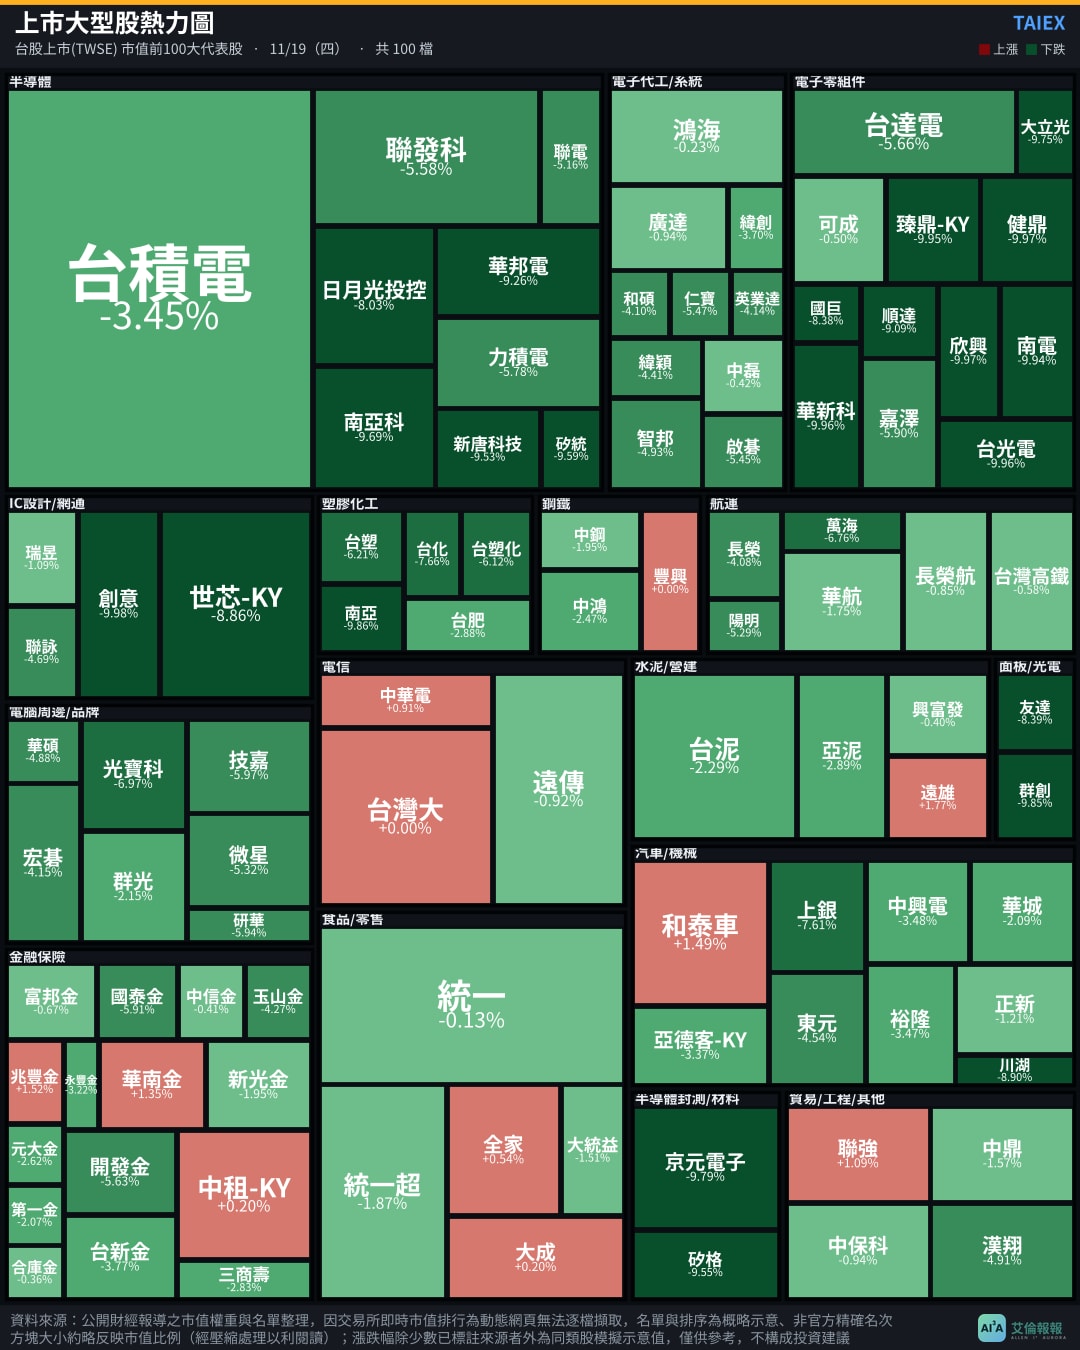 上市大型股熱力圖
TAIEX
台股上市(TWSE) 市值前100大代表股 · 11/19（四） · 共 100 檔
上漲 下跌
半導體
台積電
-3.45%
聯發科
-5.58%
聯電
-5.16%
日月光投控
-8.03%
華邦電
-9.26%
力積電
-5.78%
南亞科
-9.69%
新唐科技
-9.53%
矽統
-9.59%
電子代工/系統
鴻海
-0.23%
廣達
-0.94%
緯創
-3.70%
和碩
-4.10%
仁寶
-5.47%
英業達
-4.14%
緯穎
-4.41%
中磊
-0.42%
智邦
-4.93%
啟碁
-5.45%
電子零組件
台達電
-5.66%
大立光
-9.75%
可成
-0.50%
臻鼎-KY
-9.95%
健鼎
-9.97%
國巨
-8.38%
順達
-9.09%
欣興
-9.97%
南電
-9.94%
華新科
-9.96%
嘉澤
-5.90%
台光電
-9.96%
IC設計/網通
瑞昱
-1.09%
創意
-9.98%
世芯-KY
-8.86%
聯詠
-4.69%
塑膠化工
台塑
-6.21%
台化
-7.66%
台塑化
-6.12%
南亞
-9.86%
台肥
-2.88%
鋼鐵
中鋼
-1.95%
豐興
+0.00%
中鴻
-2.47%
航運
長榮
-4.08%
萬海
-6.76%
長榮航
-0.85%
台灣高鐵
-0.58%
華航
-1.75%
陽明
-5.29%
電信
中華電
+0.91%
台灣大
+0.00%
遠傳
-0.92%
水泥/營建
台泥
-2.29%
亞泥
-2.89%
興富發
-0.40%
遠雄
+1.77%
面板/光電
友達
-8.39%
群創
-9.85%
電腦周邊/品牌
華碩
-4.88%
光寶科
-6.97%
技嘉
-5.97%
宏碁
-4.15%
群光
-2.15%
微星
-5.32%
研華
-5.94%
汽車/機械
和泰車
+1.49%
上銀
-7.61%
中興電
-3.48%
華城
-2.09%
亞德客-KY
-3.37%
東元
-4.54%
裕隆
-3.47%
正新
-1.21%
川湖
-8.90%
食品/零售
統一
-0.13%
統一超
-1.87%
全家
+0.54%
大統益
-1.51%
大成
+0.20%
金融保險
富邦金
-0.67%
國泰金
-5.91%
中信金
-0.41%
玉山金
-4.27%
兆豐金
+1.52%
永豐金
-3.22%
華南金
+1.35%
新光金
-1.95%
元大金
-2.62%
開發金
-5.63%
中租-KY
+0.20%
第一金
-2.07%
台新金
-3.77%
合庫金
-0.36%
三商壽
-2.83%
半導體封測/材料
京元電子
-9.79%
矽格
-9.55%
貿易/工程/其他
聯強
+1.09%
中鼎
-1.57%
中保科
-0.94%
漢翔
-4.91%
資料來源：公開財經報導之市值權重與名單整理，因交易所即時市值排行為動態網頁無法逐檔擷取，名單與排序為概略示意、非官方精確名次
方塊大小約略反映市值比例（經壓縮處理以利閱讀）；漲跌幅除少數已標註來源者外為同類股模擬示意值，僅供參考，不構成投資建議
艾倫報報